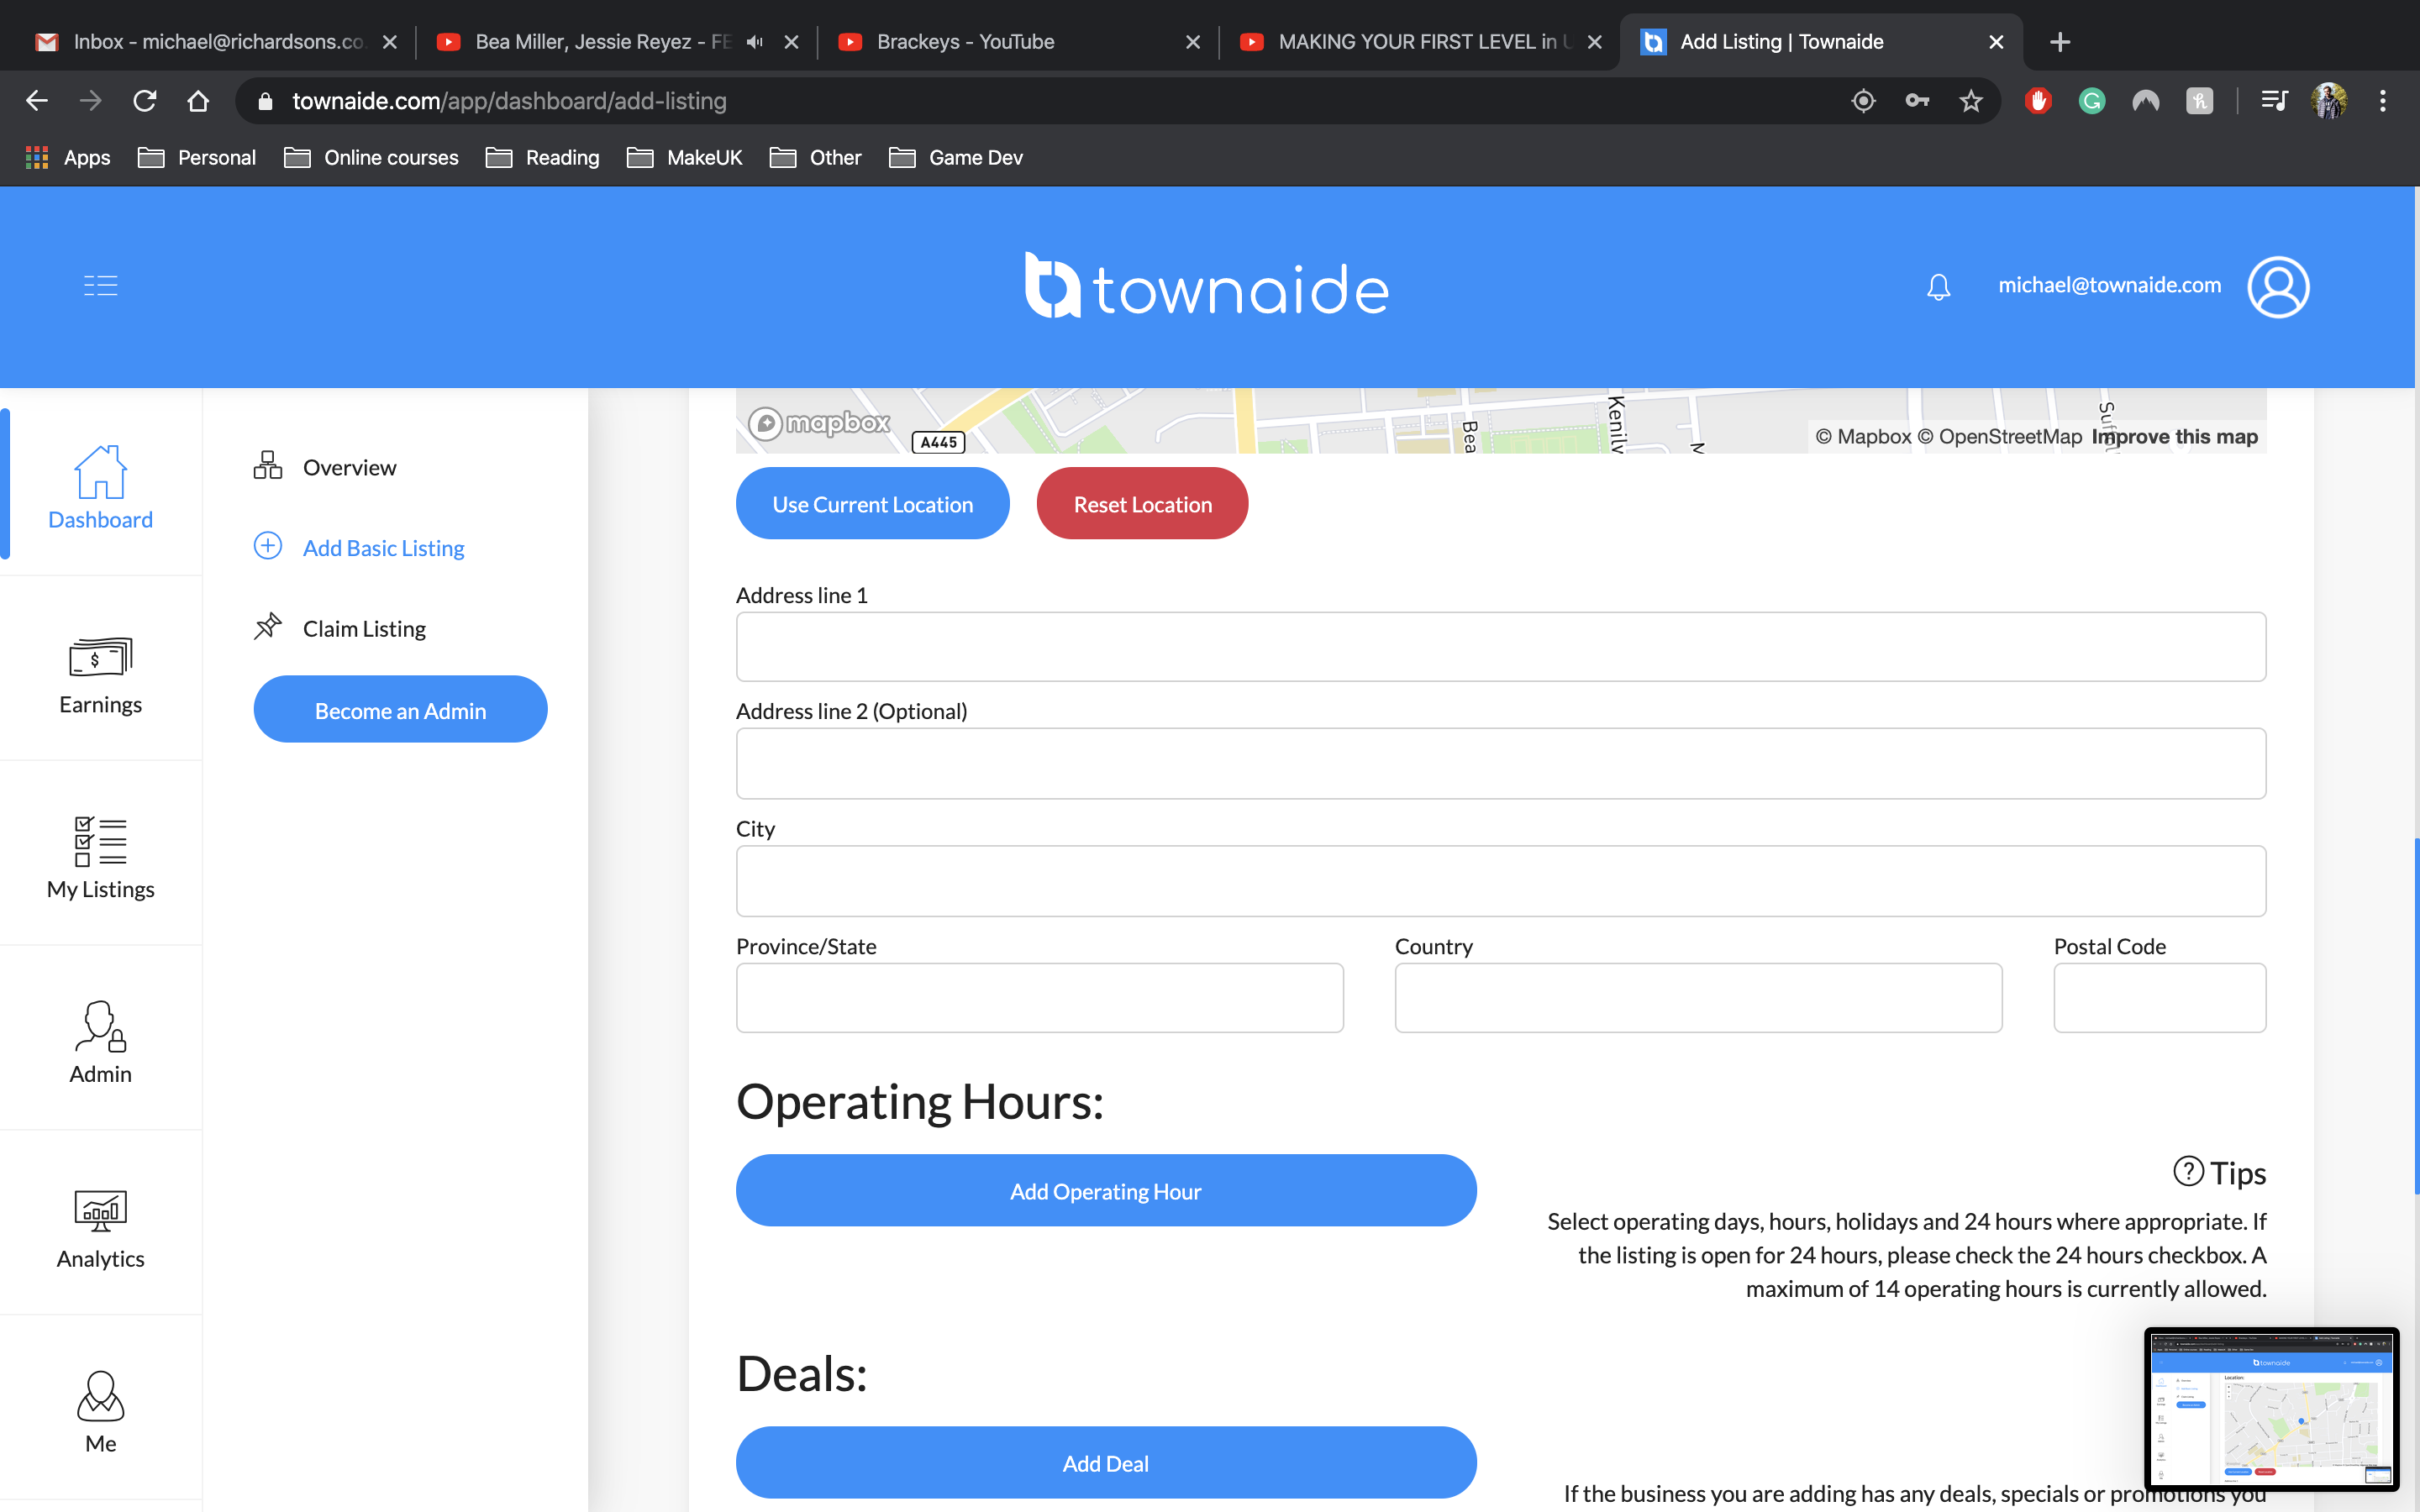 Inbox - michael@richardsons.co
Bea Miller, Jessie Reyez - FE
Brackeys - YouTube
MAKING YOUR FIRST LEVEL in U
Add Listing | Townaide
townaide.com/app/dashboard/add-listing
Apps
Personal
Online courses
Reading
MakeUK
Other
Game Dev
townaide
michael@townaide.com
Dashboard
Earnings
My Listings
Admin
Analytics
Me
Overview
Add Basic Listing
Claim Listing
Become an Admin
mapbox
A445
Bea
Kenilw
© Mapbox © OpenStreetMap Improve this map
Use Current Location
Reset Location
Address line 1
Address line 2 (Optional)
City
Province/State
Country
Postal Code
Operating Hours:
Add Operating Hour
Tips
Select operating days, hours, holidays and 24 hours where appropriate. If
the listing is open for 24 hours, please check the 24 hours checkbox. A
maximum of 14 operating hours is currently allowed.
Deals:
Add Deal
If the business you are adding has any deals, specials or promotions you
townaide
Location: